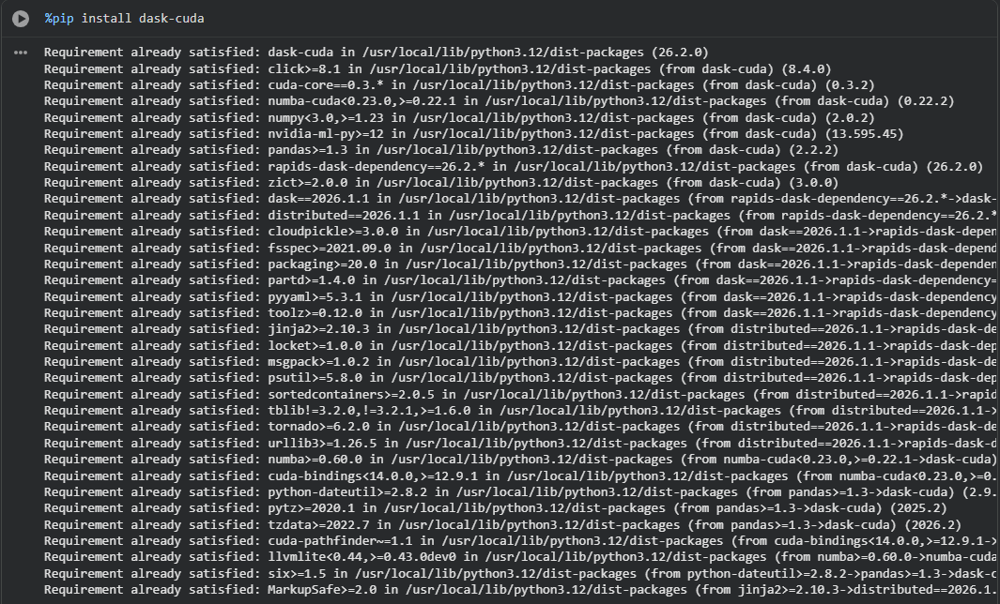 %pip install dask-cuda
Requirement already satisfied: dask-cuda in /usr/local/lib/python3.12/dist-packages (26.2.0)
Requirement already satisfied: click>=8.1 in /usr/local/lib/python3.12/dist-packages (from dask-cuda) (8.4.0)
Requirement already satisfied: cuda-core==0.3.* in /usr/local/lib/python3.12/dist-packages (from dask-cuda) (0.3.2)
Requirement already satisfied: numba-cuda<0.23.0,>=0.22.1 in /usr/local/lib/python3.12/dist-packages (from dask-cuda) (0.22.2)
Requirement already satisfied: numpy<3.0,>=1.23 in /usr/local/lib/python3.12/dist-packages (from dask-cuda) (2.0.2)
Requirement already satisfied: nvidia-ml-py>=12 in /usr/local/lib/python3.12/dist-packages (from dask-cuda) (13.595.45)
Requirement already satisfied: pandas>=1.3 in /usr/local/lib/python3.12/dist-packages (from dask-cuda) (2.2.2)
Requirement already satisfied: rapids-dask-dependency==26.2.* in /usr/local/lib/python3.12/dist-packages (from dask-cuda) (26.2.0)
Requirement already satisfied: zict>=2.0.0 in /usr/local/lib/python3.12/dist-packages (from dask-cuda) (3.0.0)
Requirement already satisfied: dask==2026.1.1 in /usr/local/lib/python3.12/dist-packages (from rapids-dask-dependency==26.2.*->dask-
Requirement already satisfied: distributed==2026.1.1 in /usr/local/lib/python3.12/dist-packages (from rapids-dask-dependency==26.2.*
Requirement already satisfied: cloudpickle>=3.0.0 in /usr/local/lib/python3.12/dist-packages (from dask==2026.1.1->rapids-dask-depen
Requirement already satisfied: fsspec>=2021.09.0 in /usr/local/lib/python3.12/dist-packages (from dask==2026.1.1->rapids-dask-depend
Requirement already satisfied: packaging>=20.0 in /usr/local/lib/python3.12/dist-packages (from dask==2026.1.1->rapids-dask-dependen
Requirement already satisfied: partd>=1.4.0 in /usr/local/lib/python3.12/dist-packages (from dask==2026.1.1->rapids-dask-dependency=
Requirement already satisfied: pyyaml>=5.3.1 in /usr/local/lib/python3.12/dist-packages (from dask==2026.1.1->rapids-dask-dependency
Requirement already satisfied: toolz>=0.12.0 in /usr/local/lib/python3.12/dist-packages (from dask==2026.1.1->rapids-dask-dependency
Requirement already satisfied: jinja2>=2.10.3 in /usr/local/lib/python3.12/dist-packages (from distributed==2026.1.1->rapids-dask-de
Requirement already satisfied: locket>=1.0.0 in /usr/local/lib/python3.12/dist-packages (from distributed==2026.1.1->rapids-dask-dep
Requirement already satisfied: msgpack>=1.0.2 in /usr/local/lib/python3.12/dist-packages (from distributed==2026.1.1->rapids-dask-de
Requirement already satisfied: psutil>=5.8.0 in /usr/local/lib/python3.12/dist-packages (from distributed==2026.1.1->rapids-dask-dep
Requirement already satisfied: sortedcontainers>=2.0.5 in /usr/local/lib/python3.12/dist-packages (from distributed==2026.1.1->rapid
Requirement already satisfied: tblib!=3.2.0,!=3.2.1,>=1.6.0 in /usr/local/lib/python3.12/dist-packages (from distributed==2026.1.1->
Requirement already satisfied: tornado>=6.2.0 in /usr/local/lib/python3.12/dist-packages (from distributed==2026.1.1->rapids-dask-de
Requirement already satisfied: urllib3>=1.26.5 in /usr/local/lib/python3.12/dist-packages (from distributed==2026.1.1->rapids-dask-d
Requirement already satisfied: numba>=0.60.0 in /usr/local/lib/python3.12/dist-packages (from numba-cuda<0.23.0,>=0.22.1->dask-cuda)
Requirement already satisfied: cuda-bindings<14.0.0,>=12.9.1 in /usr/local/lib/python3.12/dist-packages (from numba-cuda<0.23.0,>=0.
Requirement already satisfied: python-dateutil>=2.8.2 in /usr/local/lib/python3.12/dist-packages (from pandas>=1.3->dask-cuda) (2.9.
Requirement already satisfied: pytz>=2020.1 in /usr/local/lib/python3.12/dist-packages (from pandas>=1.3->dask-cuda) (2025.2)
Requirement already satisfied: tzdata>=2022.7 in /usr/local/lib/python3.12/dist-packages (from pandas>=1.3->dask-cuda) (2026.2)
Requirement already satisfied: cuda-pathfinder~=1.1 in /usr/local/lib/python3.12/dist-packages (from cuda-bindings<14.0.0,>=12.9.1->
Requirement already satisfied: llvmlite<0.44,>=0.43.0dev0 in /usr/local/lib/python3.12/dist-packages (from numba>=0.60.0->numba-cuda
Requirement already satisfied: six>=1.5 in /usr/local/lib/python3.12/dist-packages (from python-dateutil>=2.8.2->pandas>=1.3->dask-c
Requirement already satisfied: MarkupSafe>=2.0 in /usr/local/lib/python3.12/dist-packages (from jinja2>=2.10.3->distributed==2026.1.